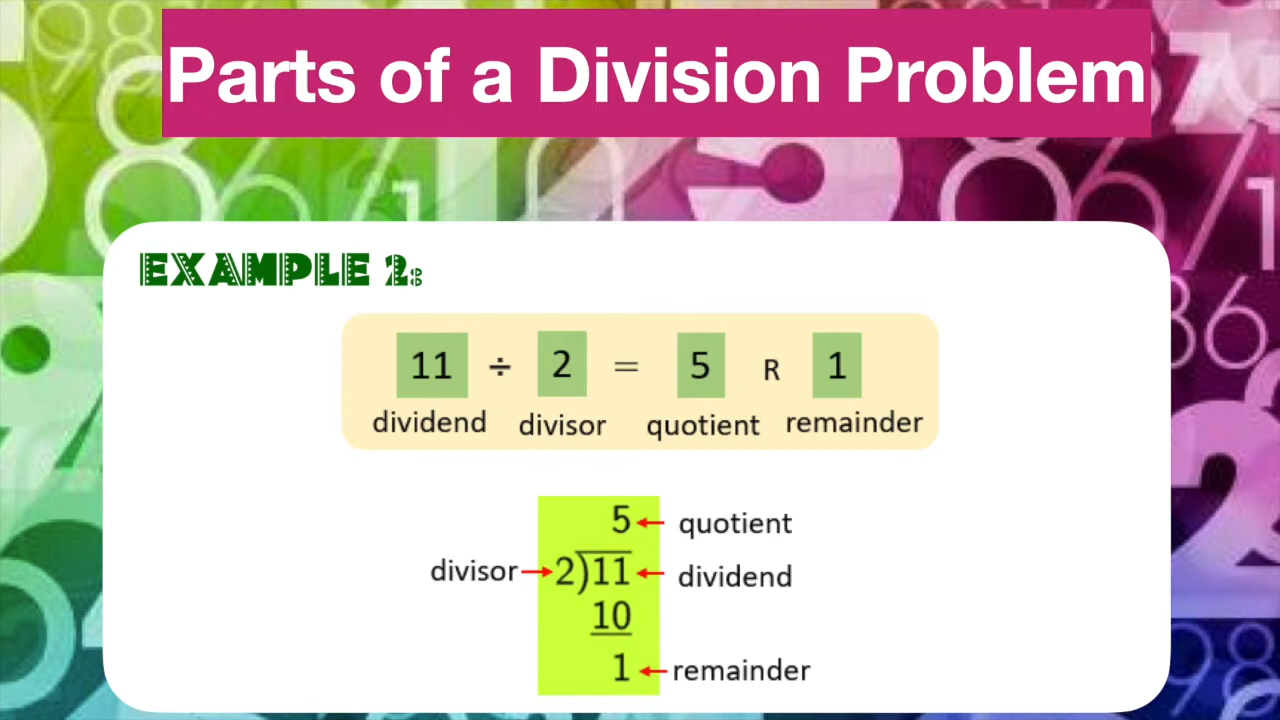 Parts of a Division Problem
EXAMPLE 2:
11 ÷ 2 = 5 R 1
dividend divisor quotient remainder
5 quotient
divisor 2)11 dividend
10
1 remainder